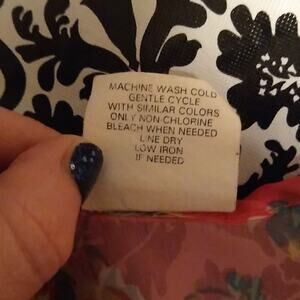 MACHINE WASH COLD
GENTLE CYCLE
WITH SIMILAR COLORS
ONLY NON-CHLORINE
BLEACH WHEN NEEDED
LINE DRY
LOW IRON
IF NEEDED